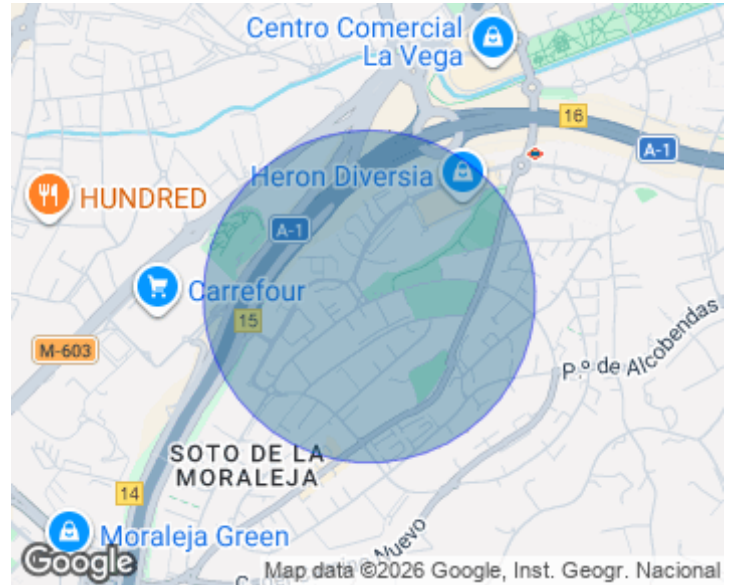 Centro Comercial
La Vega
16
A-1
Heron Diversia
HUNDRED
A-1
Carrefour
15
M-603
P.º de Alcobendas
SOTO DE LA
MORALEJA
14
Moraleja Green
Nuevo
Google
Map data ©2026 Google, Inst. Geogr. Nacional